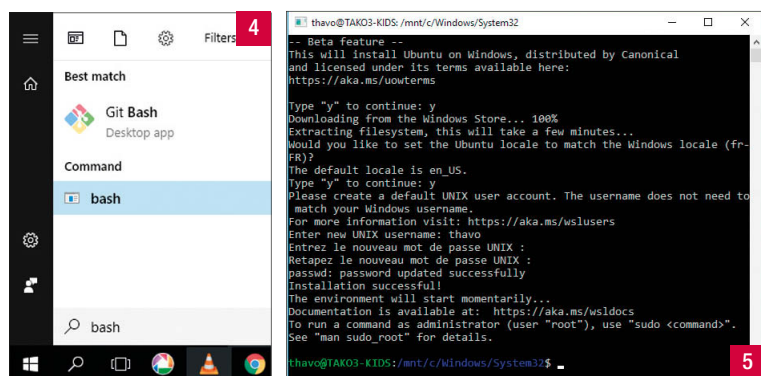 Filters
4
Best match
Git Bash
Desktop app
Command
bash
bash
thavo@TAKO3-KIDS: /mnt/c/Windows/System32
-- Beta feature --
This will install Ubuntu on Windows, distributed by Canonical
and licensed under its terms available here:
https://aka.ms/uowterms
Type "y" to continue: y
Downloading from the Windows Store... 100%
Extracting filesystem, this will take a few minutes...
Would you like to set the Ubuntu locale to match the Windows locale (fr-
FR)?
The default locale is en_US.
Type "y" to continue: y
Please create a default UNIX user account. The username does not need to
match your Windows username.
For more information visit: https://aka.ms/wslusers
Enter new UNIX username: thavo
Entrez le nouveau mot de passe UNIX :
Retapez le nouveau mot de passe UNIX :
passwd: password updated successfully
Installation successful!
The environment will start momentarily...
Documentation is available at:  https://aka.ms/wsldocs
To run a command as administrator (user "root"), use "sudo <command>".
See "man sudo_root" for details.
thavo@TAKO3-KIDS:/mnt/c/Windows/System32$ _
5